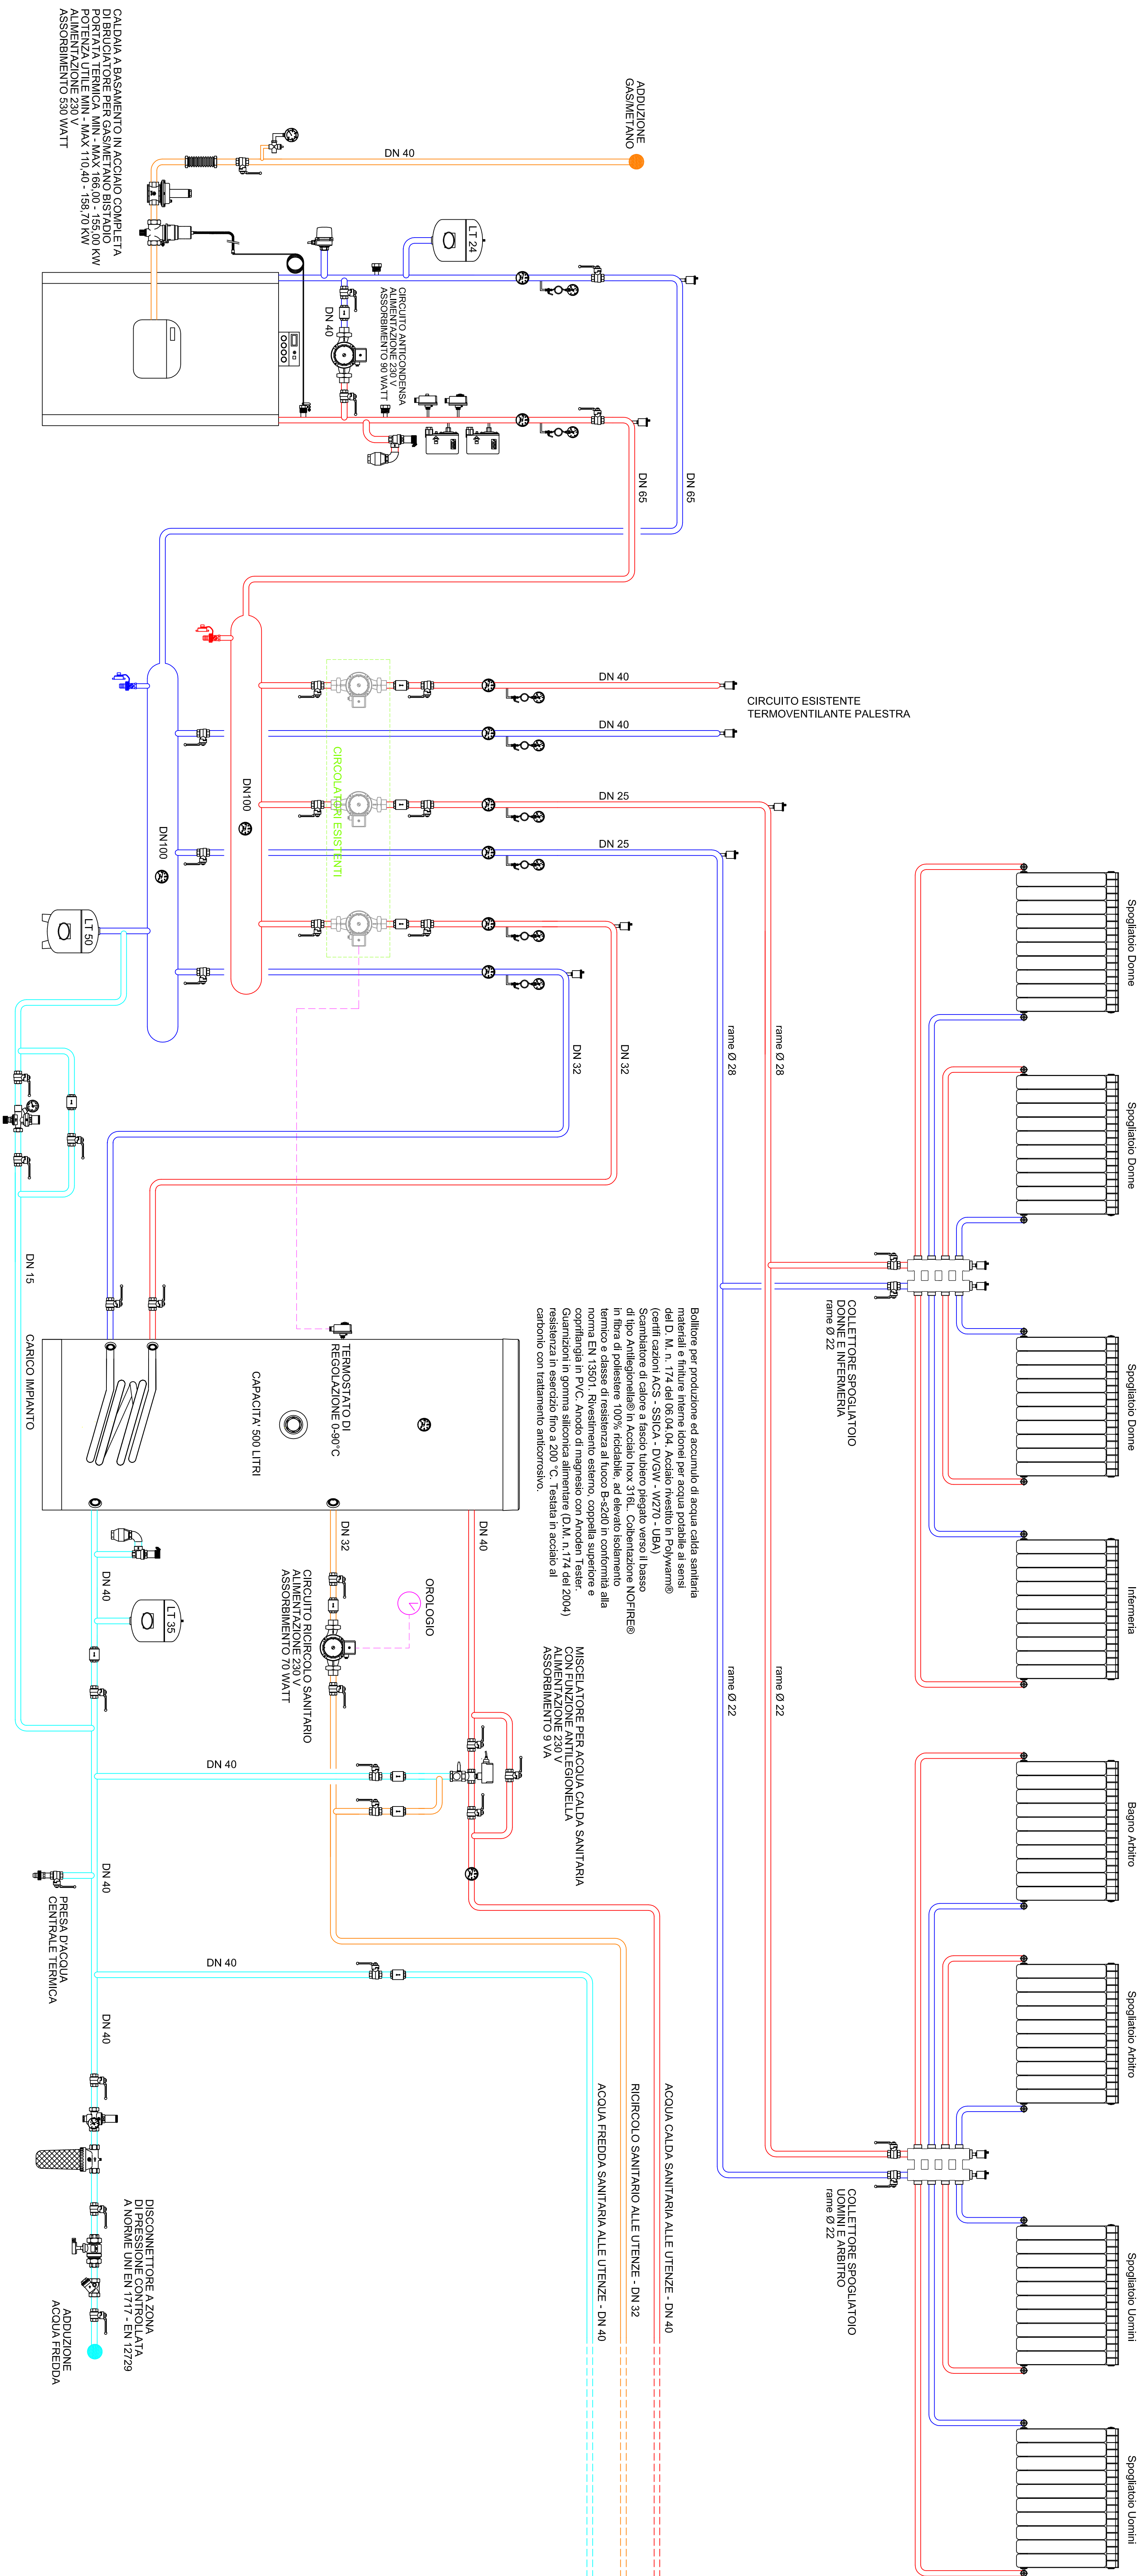 CALDAIA A BASAMENTO IN ACCIAIO COMPLETA
DI BRUCIATORE PER GAS/METANO BISTADIO
PORTATA TERMICA MIN - MAX 166,00 - 155,00 KW
POTENZA UTILE MIN - MAX 110,40 - 158,70 KW
ALIMENTAZIONE 230 V
ASSORBIMENTO 530 WATT
ADDUZIONE
GAS/METANO
DN 40
LT 24
CIRCUITO ANTICONDENSA
ALIMENTAZIONE 230 V
ASSORBIMENTO 90 WATT
DN 40
DN 65
DN 65
CIRCUITO ESISTENTE
TERMOVENTILANTE PALESTRA
DN 40
DN 40
DN 25
DN 25
CIRCOLATORI ESISTENTI
DN100
DN100
LT 50
DN 32
DN 32
rame Ø 28
rame Ø 28
DN 15
CARICO IMPIANTO
Spogliatoio Donne
Spogliatoio Donne
Spogliatoio Donne
Infermeria
Bagno Arbitro
Spogliatoio Arbitro
Spogliatoio Uomini
Spogliatoio Uomini
COLLETTORE SPOGLIATOIO
DONNE E INFERMERIA
rame Ø 22
Bollitore per produzione ed accumulo di acqua calda sanitaria
materiali e finiture interne idonei per acqua potabile ai sensi
del D. M. n. 174 del 06.04.04. Acciaio rivestito in Polywarm®
(certifi cazioni ACS - SSICA - DVGW - W270 - UBA)
Scambiatore di calore a fascio tubiero piegato verso il basso
di tipo Antilegionella® in Acciaio Inox 316L. Coibentazione NOFIRE®
in fibra di poliestere 100% riciclabile, ad elevato isolamento
termico e classe di resistenza al fuoco B-s2d0 in conformità alla
norma EN 13501. Rivestimento esterno, coppella superiore e
copriflangia in PVC. Anodo di magnesio con Anoden Tester.
Guarnizioni in gomma siliconica alimentare (D.M. n.174 del 2004)
resistenza in esercizio fino a 200 °C. Testata in acciaio al
carbonio con trattamento anticorrosivo.
TERMOSTATO DI
REGOLAZIONE 0-90°C
CAPACITA' 500 LITRI
DN 40
DN 32
DN 40
LT 35
OROLOGIO
CIRCUITO RICIRCOLO SANITARIO
ALIMENTAZIONE 230 V
ASSORBIMENTO 70 WATT
MISCELATORE PER ACQUA CALDA SANITARIA
CON FUNZIONE ANTILEGIONELLA
ALIMENTAZIONE 230 V
ASSORBIMENTO 9 VA
rame Ø 22
rame Ø 22
DN 40
DN 40
DN 40
DN 40
PRESA D'ACQUA
CENTRALE TERMICA
COLLETTORE SPOGLIATOIO
UOMINI E ARBITRO
rame Ø 22
ACQUA CALDA SANITARIA ALLE UTENZE - DN 40
RICIRCOLO SANITARIO ALLE UTENZE - DN 32
ACQUA FREDDA SANITARIA ALLE UTENZE - DN 40
DISCONNETTORE A ZONA
DI PRESSIONE CONTROLLATA
A NORME UNI EN 1717 - EN 12729
ADDUZIONE
ACQUA FREDDA